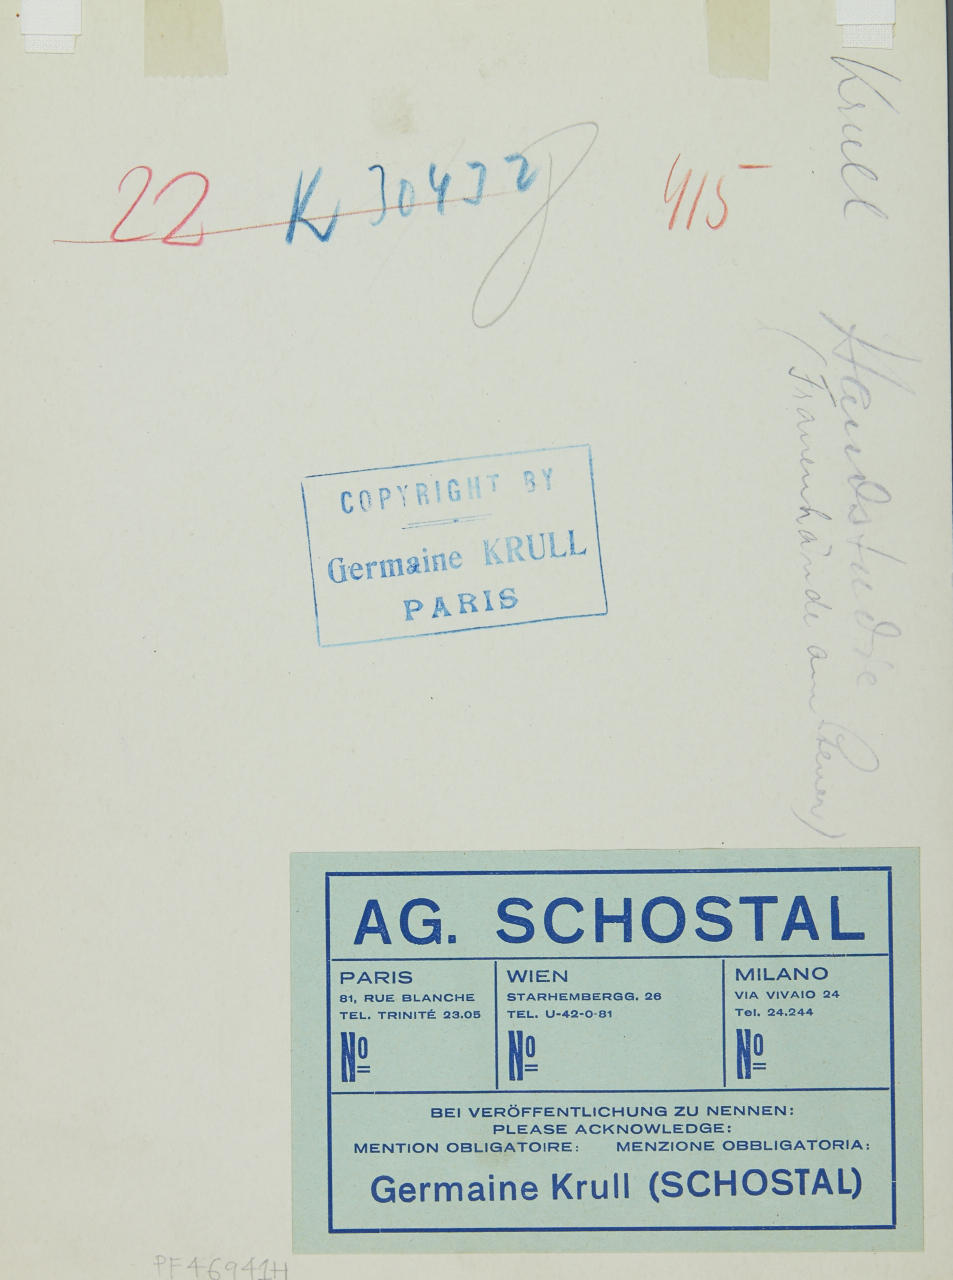 22 K 30432 415
Krull Handstudie
(Frauenhände am
COPYRIGHT BY
Germaine KRULL
PARIS
AG. SCHOSTAL
PARIS
81, RUE BLANCHE
TEL. TRINITÉ 23.05
No
WIEN
STARHEMBERGG. 26
TEL. U-42-0-81
No
MILANO
VIA VIVAIO 24
Tel. 24.244
No
BEI VERÖFFENTLICHUNG ZU NENNEN:
PLEASE ACKNOWLEDGE:
MENTION OBLIGATOIRE: MENZIONE OBBLIGATORIA:
Germaine Krull (SCHOSTAL)
PF46941H